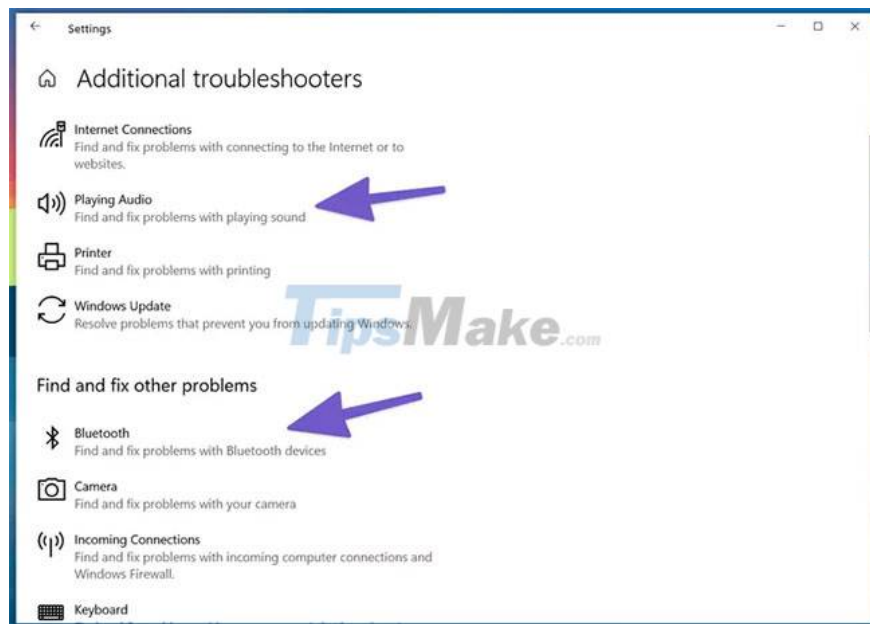 Settings
Additional troubleshooters
Internet Connections
Find and fix problems with connecting to the Internet or to
websites.
Playing Audio
Find and fix problems with playing sound
Printer
Find and fix problems with printing
Windows Update
Resolve problems that prevent you from updating Windows.
TipsMake.com
Find and fix other problems
Bluetooth
Find and fix problems with Bluetooth devices
Camera
Find and fix problems with your camera
Incoming Connections
Find and fix problems with incoming computer connections and
Windows Firewall.
Keyboard